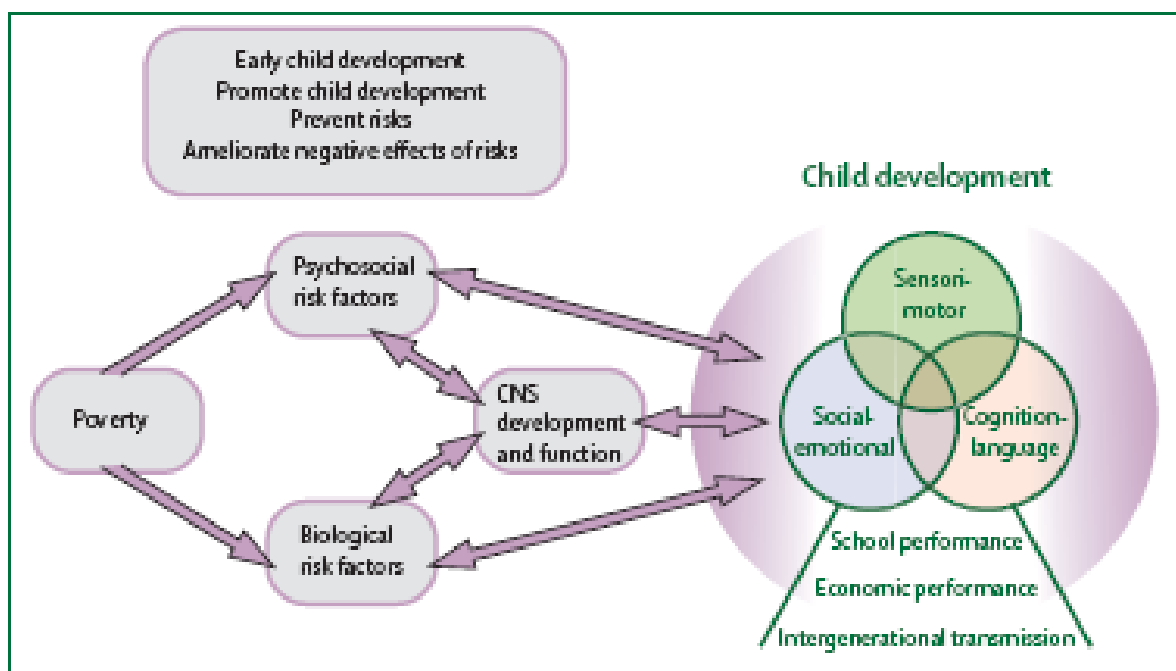 Early child development
Promote child development
Prevent risks
Ameliorate negative effects of risks
Child development
Psychosocial
risk factors
Sensori-
motor
Poverty
CNS
development
and function
Social-
emotional
Cognition-
language
Biological
risk factors
School performance
Economic performance
Intergenerational transmission